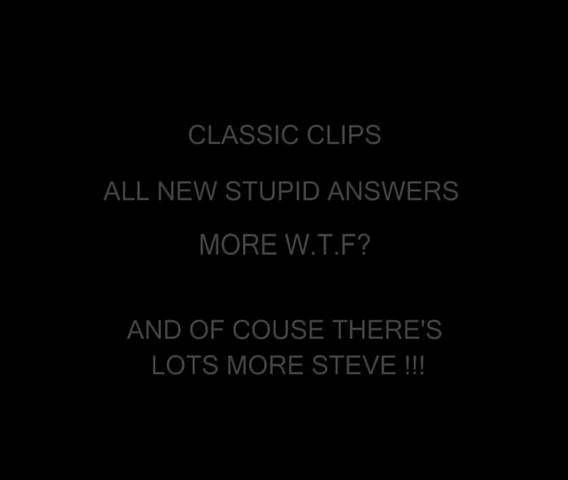 CLASSIC CLIPS
ALL NEW STUPID ANSWERS
MORE W.T.F?
AND OF COUSE THERE'S
LOTS MORE STEVE !!!